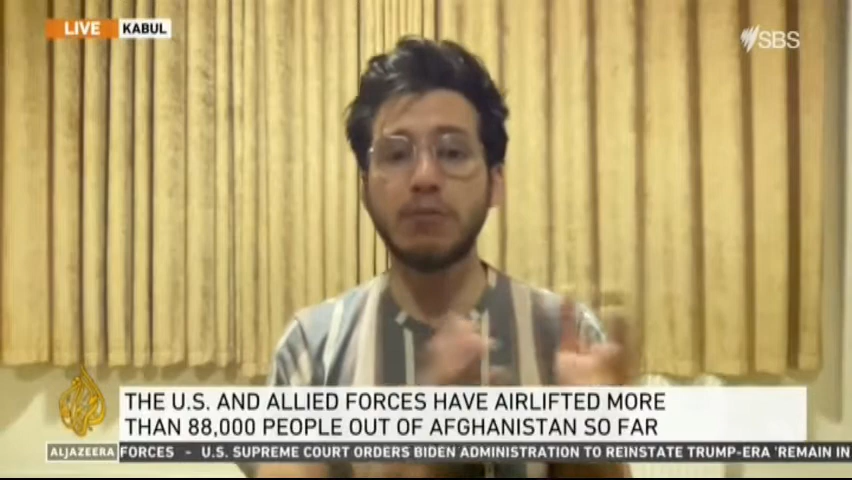 LIVE KABUL
SBS
THE U.S. AND ALLIED FORCES HAVE AIRLIFTED MORE
THAN 88,000 PEOPLE OUT OF AFGHANISTAN SO FAR
ALJAZEERA FORCES - U.S. SUPREME COURT ORDERS BIDEN ADMINISTRATION TO REINSTATE TRUMP-ERA 'REMAIN IN